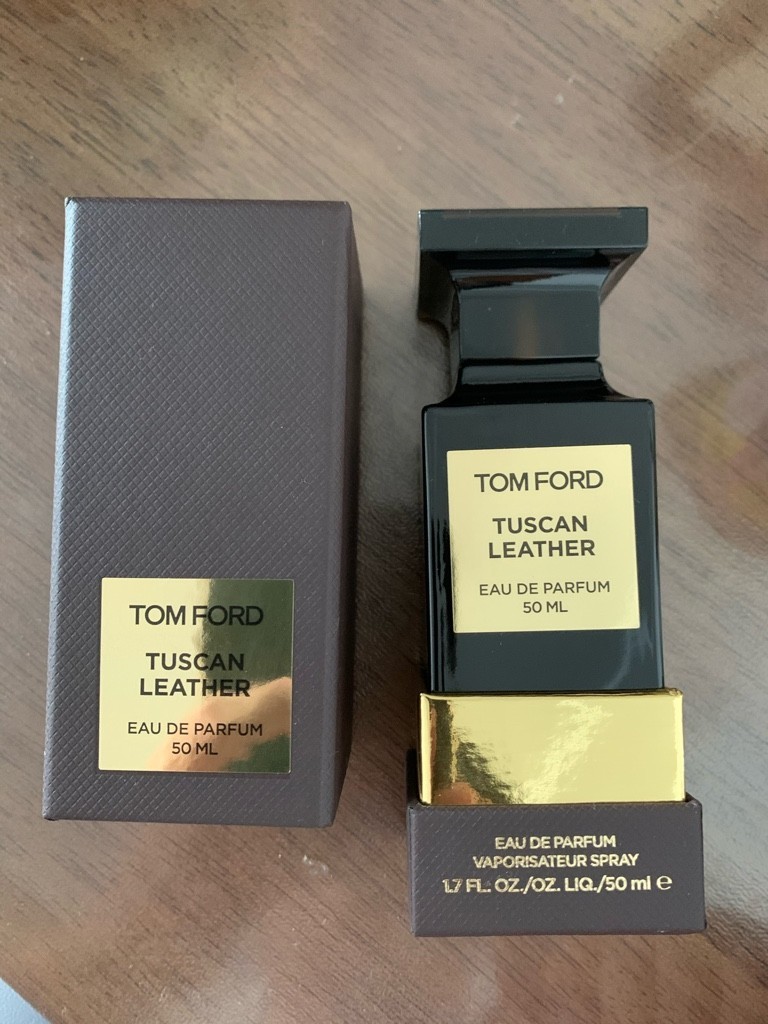 TOM FORD
TUSCAN
LEATHER
EAU DE PARFUM
50 ML
TOM FORD
TUSCAN
LEATHER
EAU DE PARFUM
50 ML
EAU DE PARFUM
VAPORISATEUR SPRAY
1.7 FL. OZ./OZ. LIQ./50 ml ℮